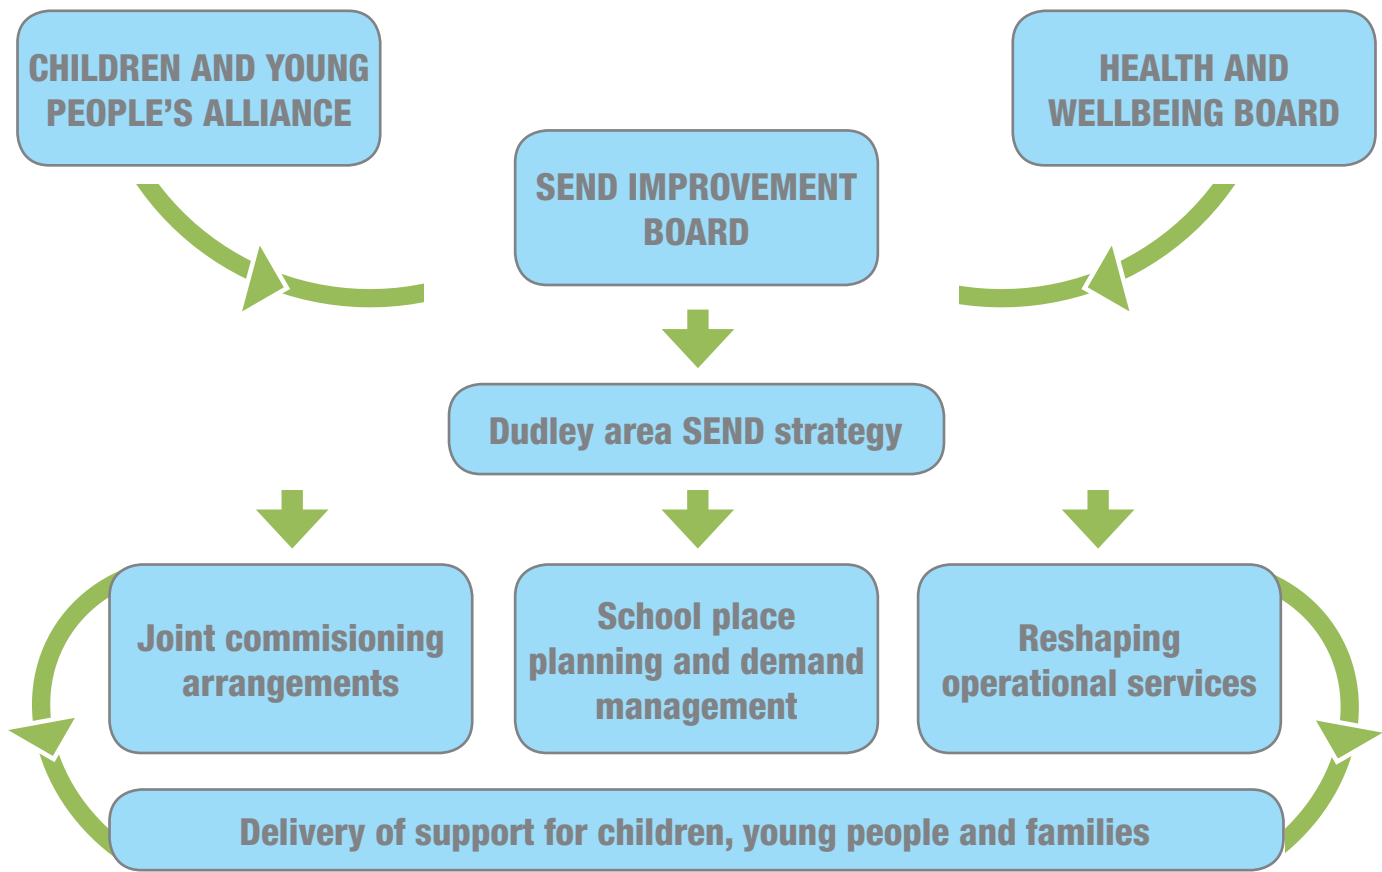 CHILDREN AND YOUNG
PEOPLE’S ALLIANCE
HEALTH AND
WELLBEING BOARD
SEND IMPROVEMENT
BOARD
Dudley area SEND strategy
Joint commisioning
arrangements
School place
planning and demand
management
Reshaping
operational services
Delivery of support for children, young people and families